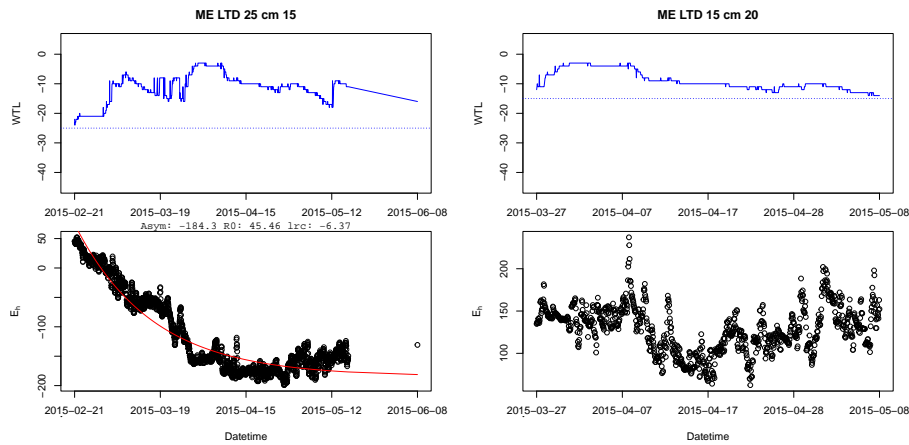 ME LTD 25 cm 15
ME LTD 15 cm 20
WTL
0
−10
−20
−30
−40
2015−02−21 2015−03−19 2015−04−15 2015−05−12 2015−06−08
WTL
0
−10
−20
−30
−40
2015−03−27 2015−04−07 2015−04−17 2015−04−28 2015−05−08
Asym: −184.3 R0: 45.46 lrc: −6.37
Eh
50
0
−100
−200
2015−02−21 2015−03−19 2015−04−15 2015−05−12 2015−06−08
Datetime
Eh
200
150
100
2015−03−27 2015−04−07 2015−04−17 2015−04−28 2015−05−08
Datetime